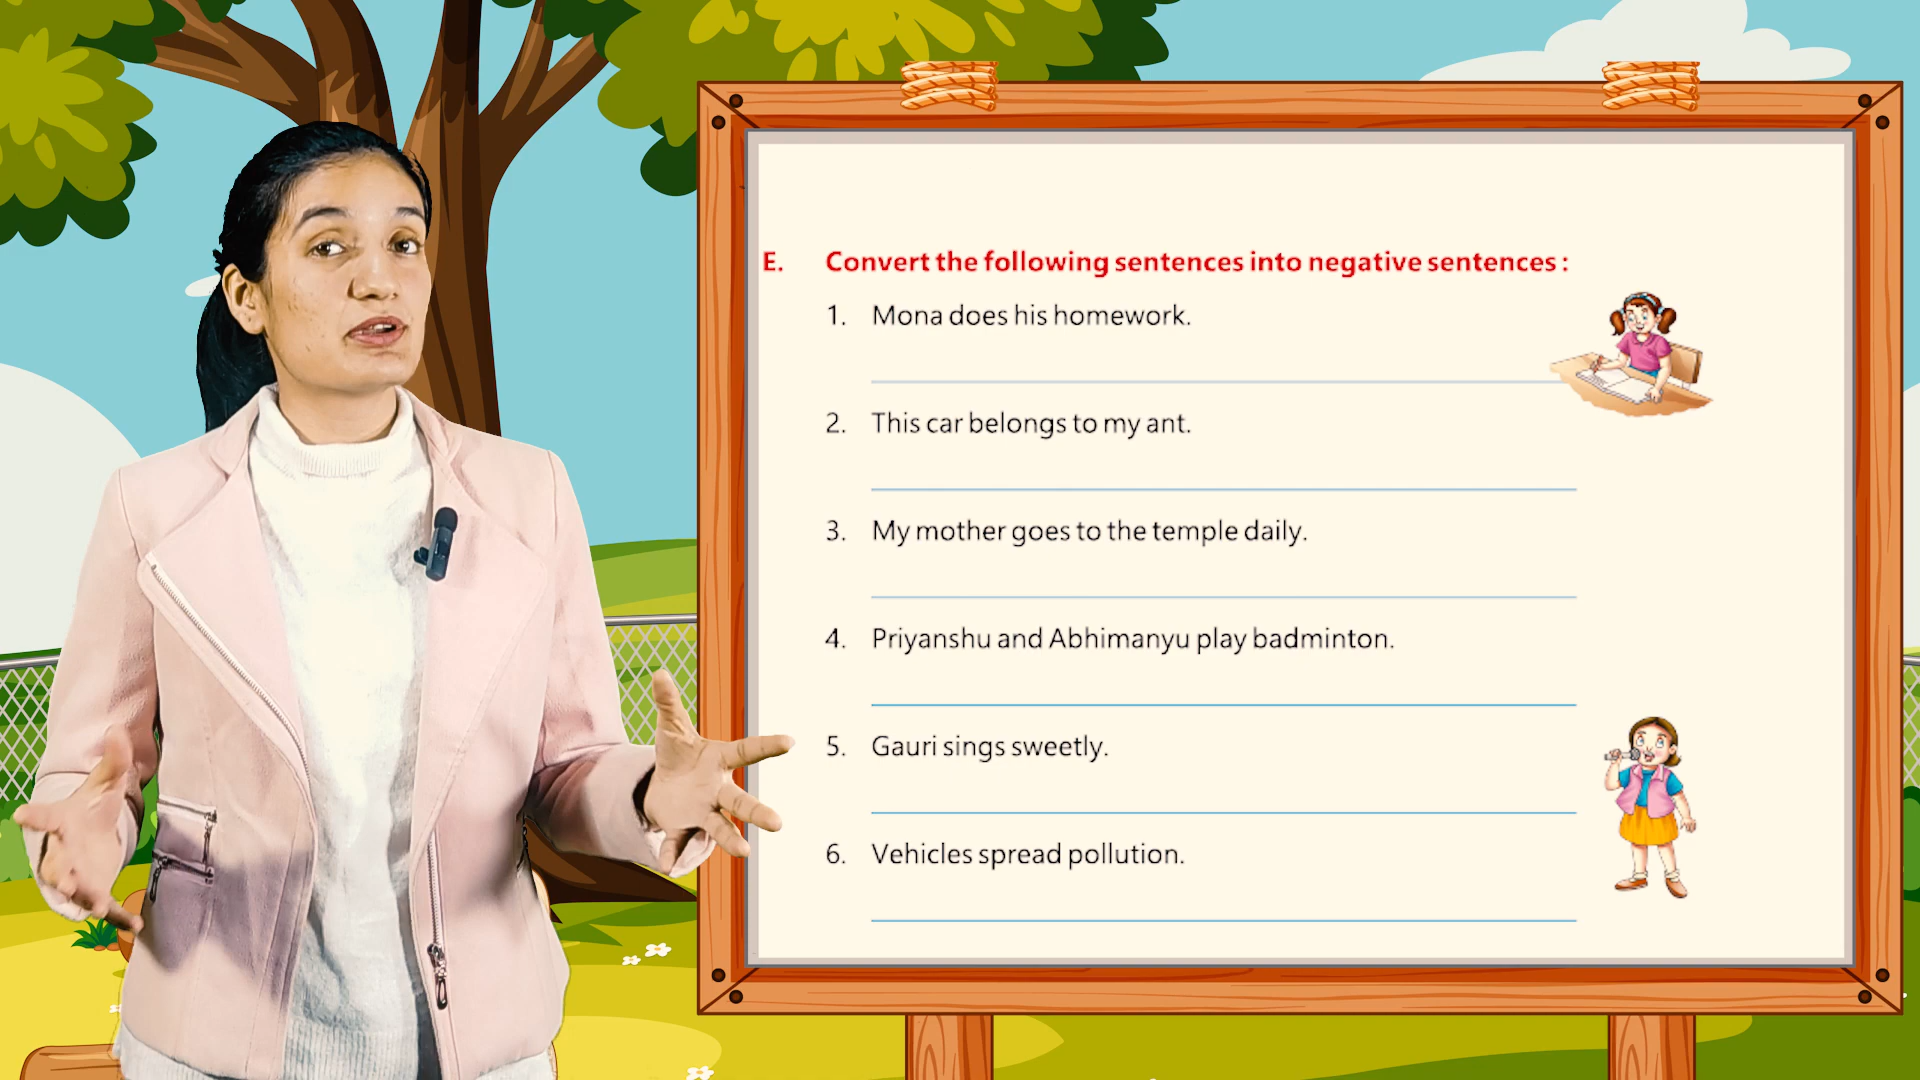 E. Convert the following sentences into negative sentences :
1. Mona does his homework.
2. This car belongs to my ant.
3. My mother goes to the temple daily.
4. Priyanshu and Abhimanyu play badminton.
5. Gauri sings sweetly.
6. Vehicles spread pollution.